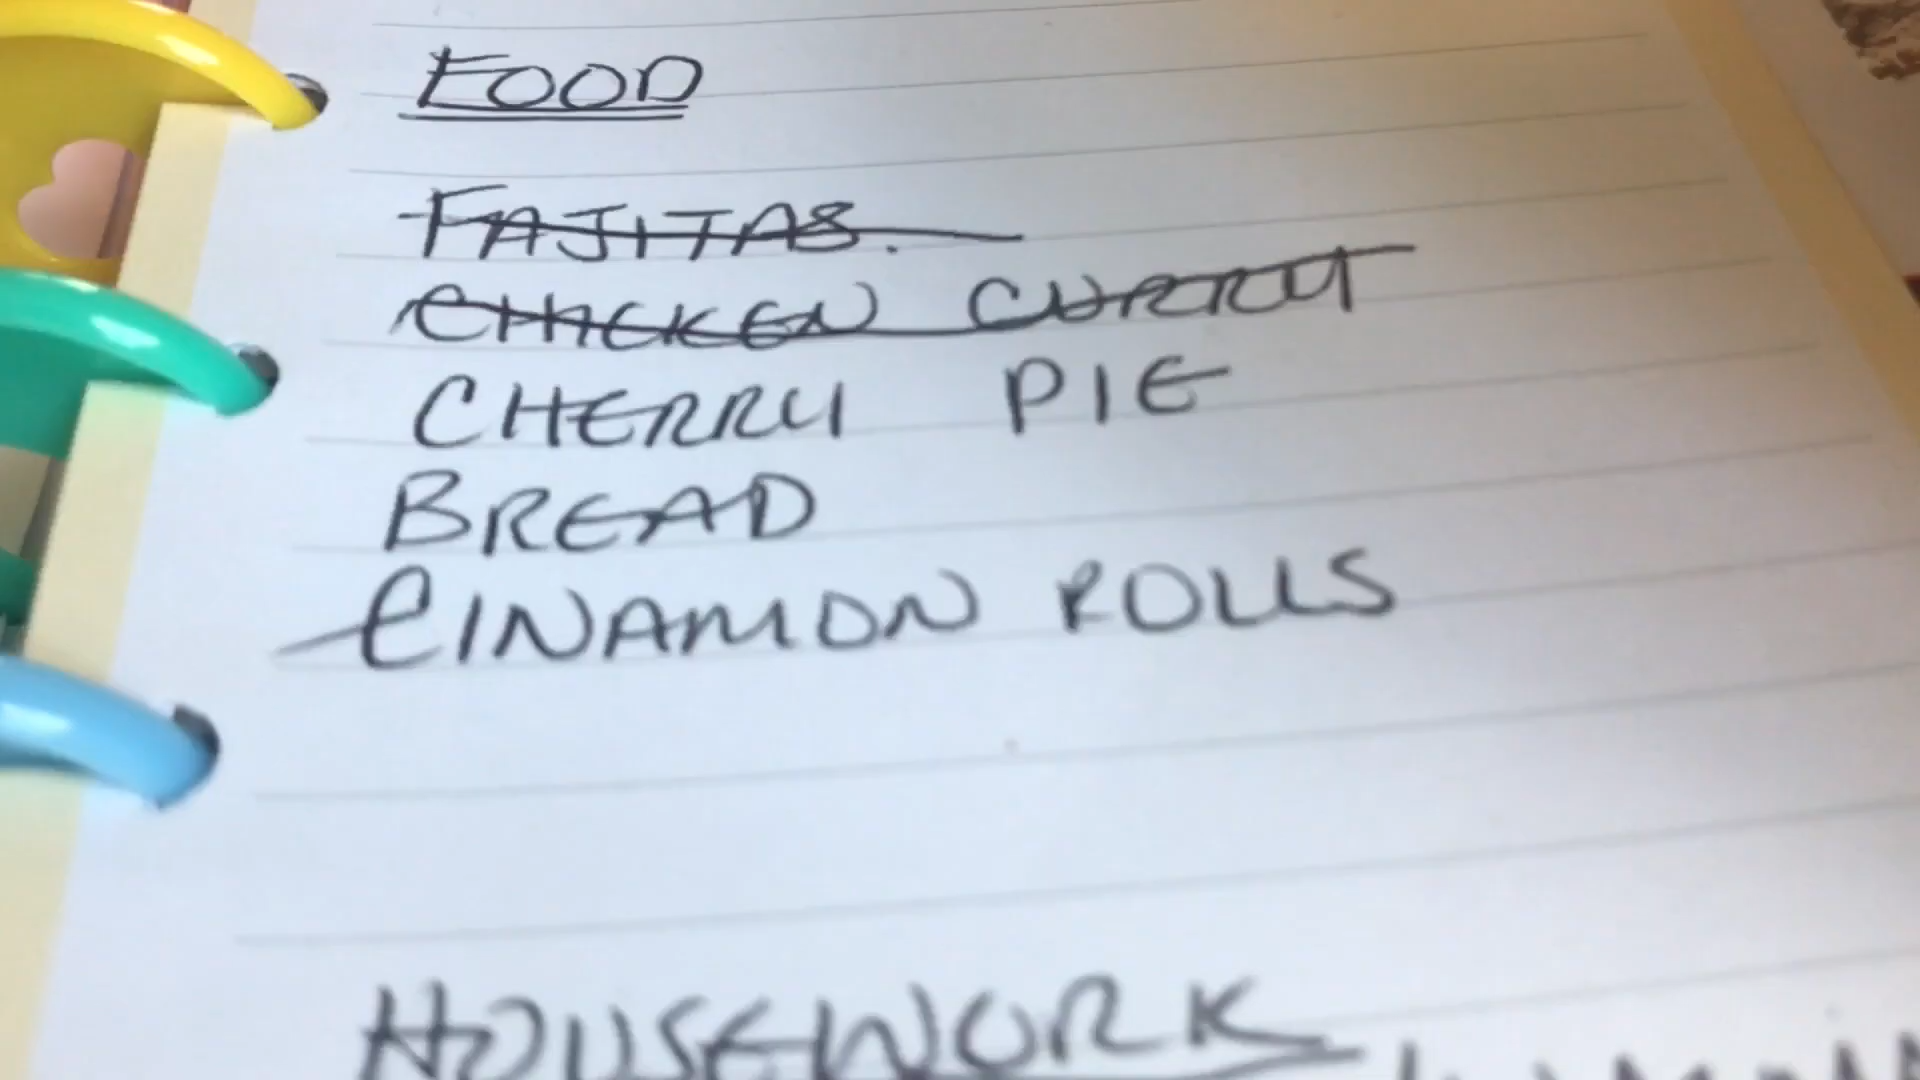 FOOD
FAJITAS.
CHICKEN CURRY
CHERRY PIE
BREAD
CINAMON ROLLS
HOUSEWORK